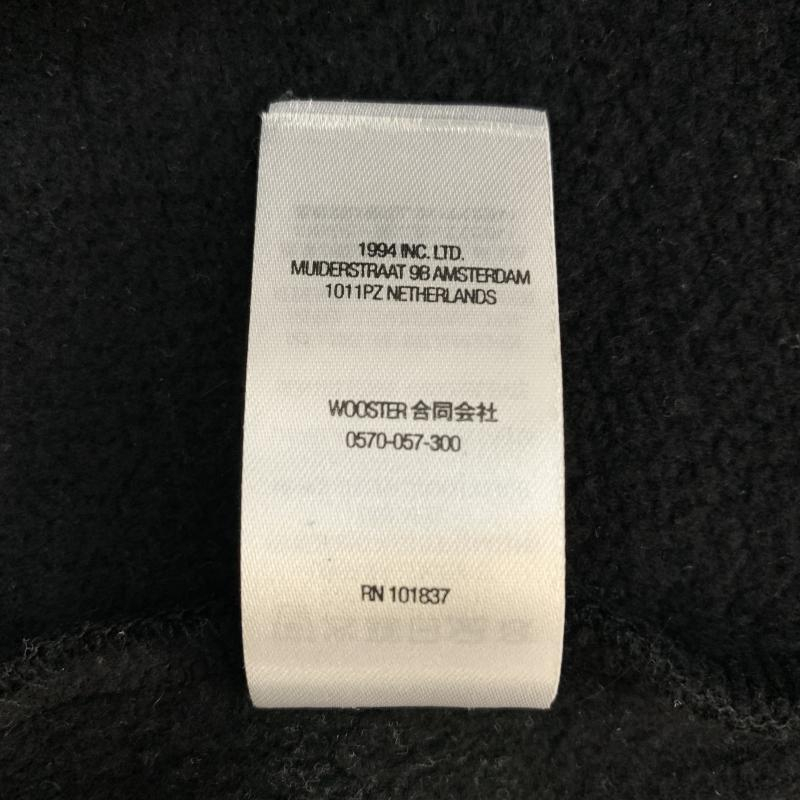 1994 INC. LTD.
MUIDERSTRAAT 9B AMSTERDAM
1011PZ NETHERLANDS
WOOSTER 合同会社
0570-057-300
RN 101837